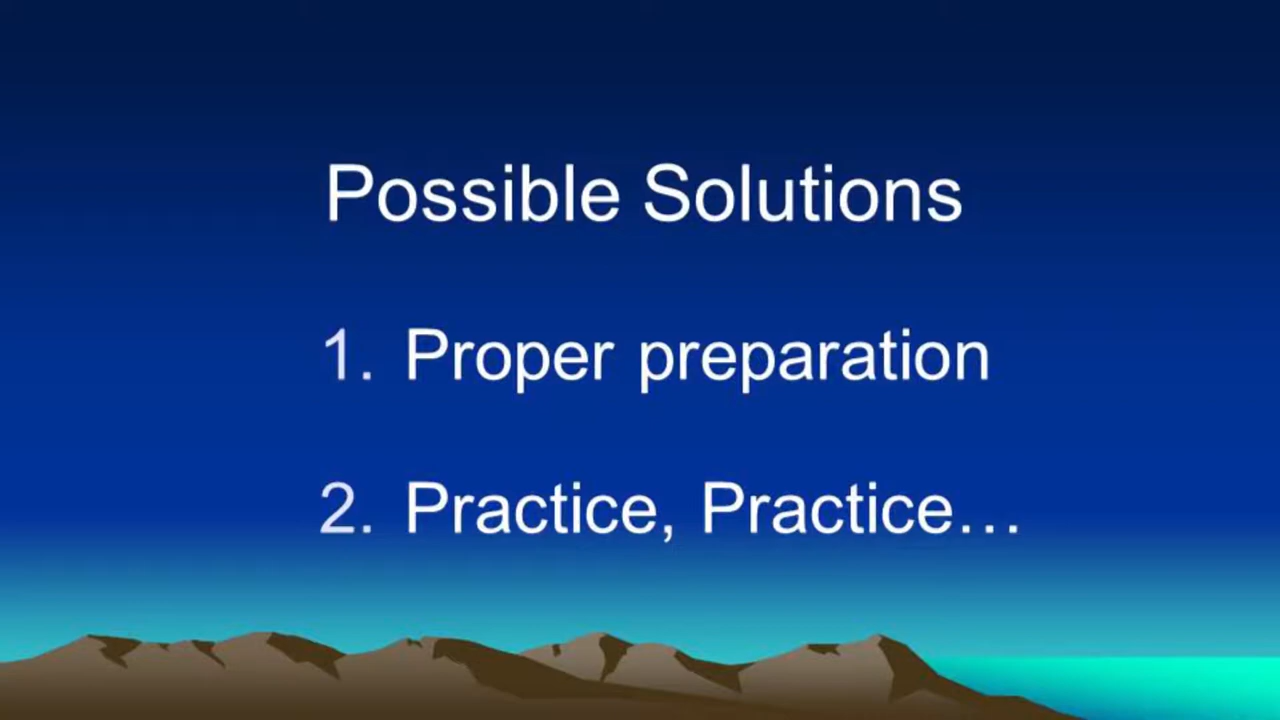 Possible Solutions
1. Proper preparation
2. Practice, Practice…